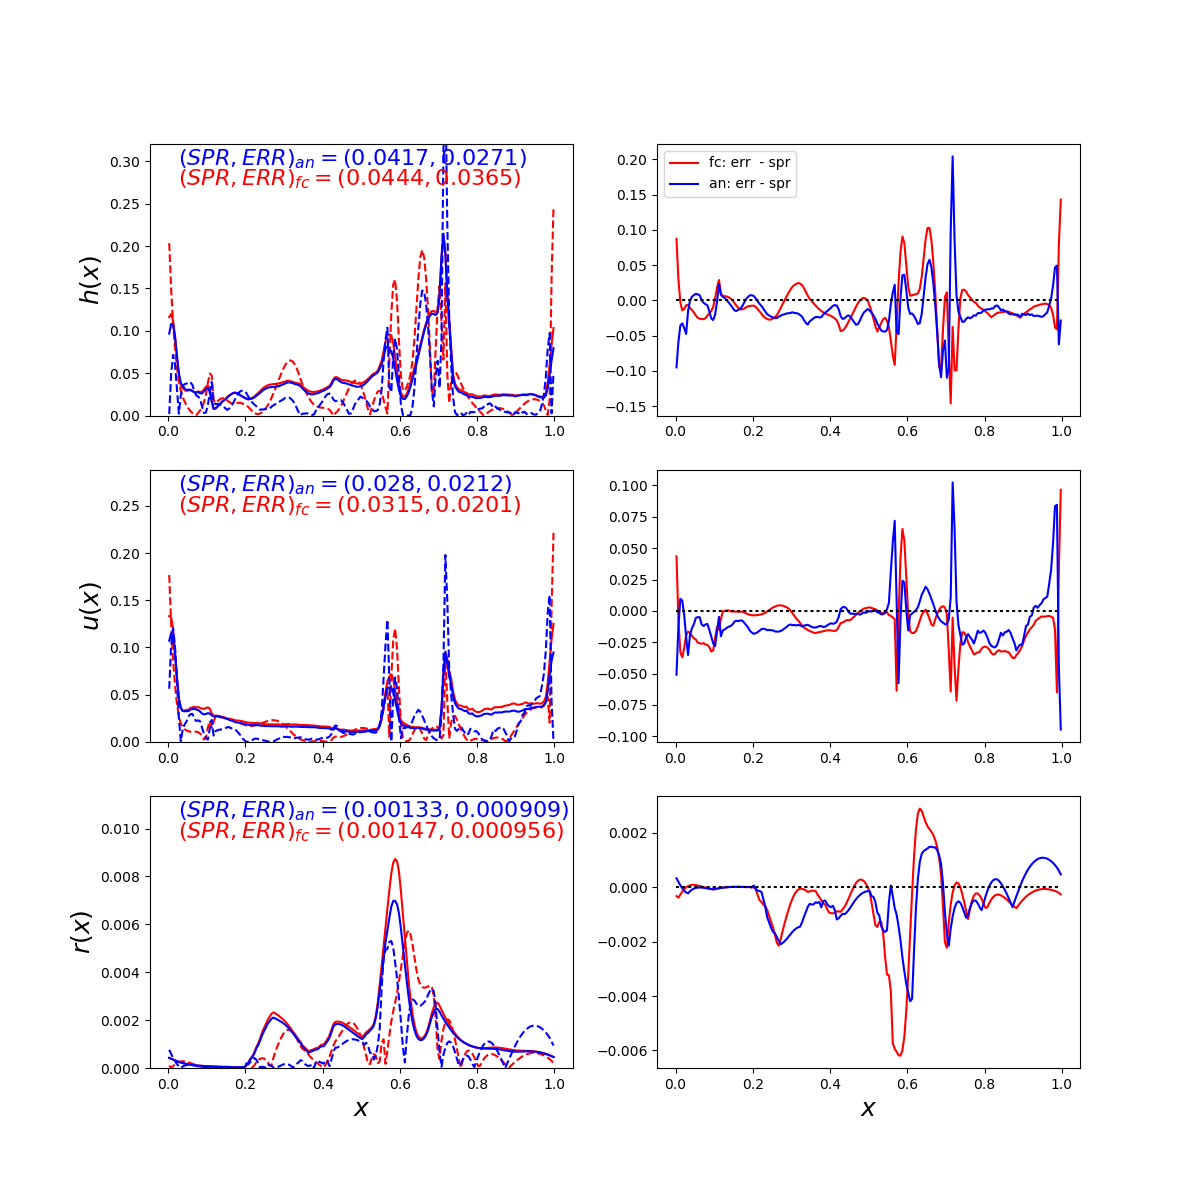 (SPR, ERR)an = (0.0417, 0.0271)
(SPR, ERR)fc = (0.0444, 0.0365)
h(x)
0.30
0.25
0.20
0.15
0.10
0.05
0.00
0.0 0.2 0.4 0.6 0.8 1.0
fc: err - spr
an: err - spr
0.20
0.15
0.10
0.05
0.00
−0.05
−0.10
−0.15
0.0 0.2 0.4 0.6 0.8 1.0
(SPR, ERR)an = (0.028, 0.0212)
(SPR, ERR)fc = (0.0315, 0.0201)
u(x)
0.25
0.20
0.15
0.10
0.05
0.00
0.0 0.2 0.4 0.6 0.8 1.0
0.100
0.075
0.050
0.025
0.000
−0.025
−0.050
−0.075
−0.100
0.0 0.2 0.4 0.6 0.8 1.0
(SPR, ERR)an = (0.00133, 0.000909)
(SPR, ERR)fc = (0.00147, 0.000956)
r(x)
0.010
0.008
0.006
0.004
0.002
0.000
0.0 0.2 0.4 0.6 0.8 1.0
x
0.002
0.000
−0.002
−0.004
−0.006
0.0 0.2 0.4 0.6 0.8 1.0
x